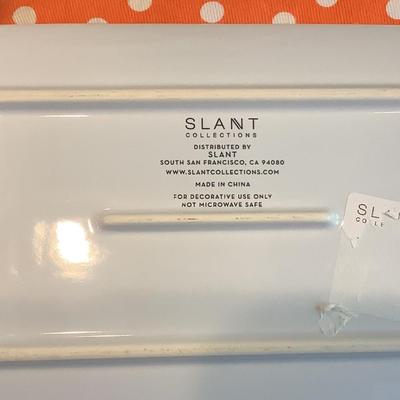 SLANT
COLLECTIONS
DISTRIBUTED BY
SLANT
SOUTH SAN FRANCISCO, CA 94080
WWW.SLANTCOLLECTIONS.COM
MADE IN CHINA
FOR DECORATIVE USE ONLY
NOT MICROWAVE SAFE